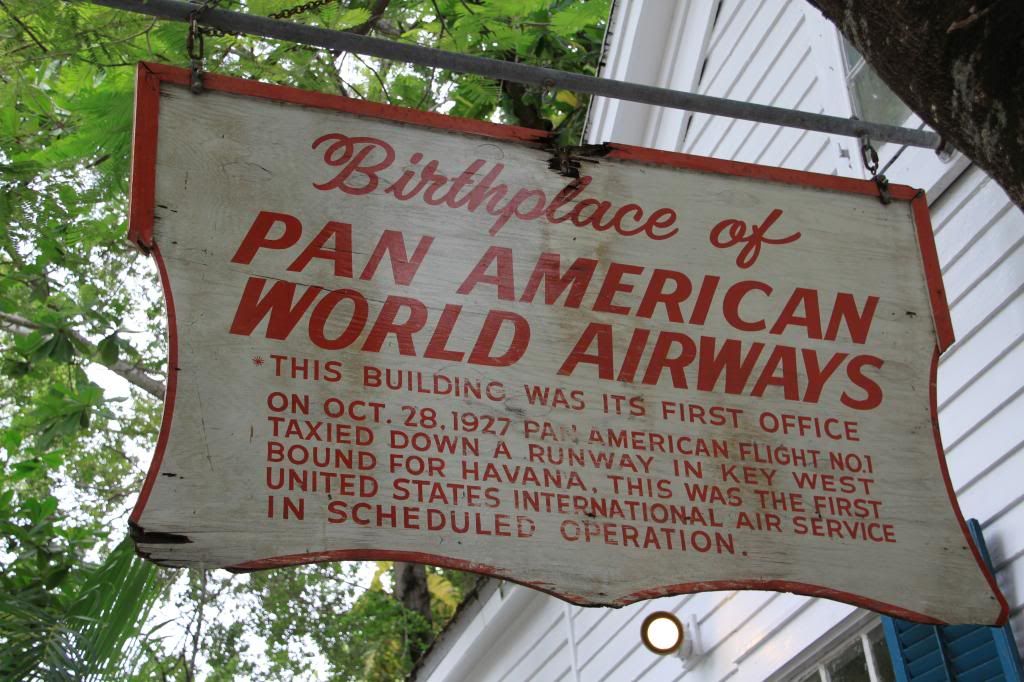 Birthplace of
PAN AMERICAN
WORLD AIRWAYS
*THIS BUILDING WAS ITS FIRST OFFICE
ON OCT. 28, 1927 PAN AMERICAN FLIGHT NO.1
TAXIED DOWN A RUNWAY IN KEY WEST
BOUND FOR HAVANA. THIS WAS THE FIRST
UNITED STATES INTERNATIONAL AIR SERVICE
IN SCHEDULED OPERATION.